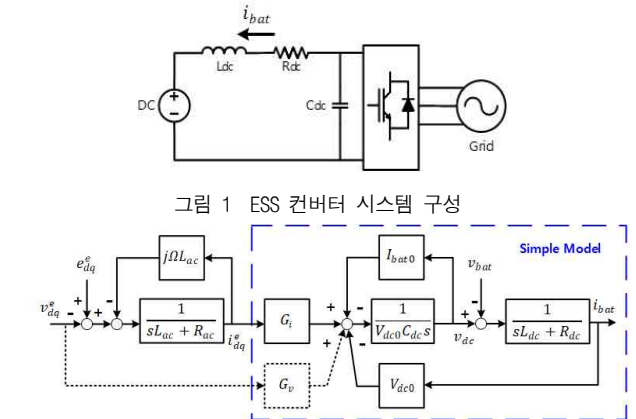 i_bat
Ldc
Rdc
DC
Cdc
Grid
그림 1 ESS 컨버터 시스템 구성
Simple Model
jΩL_ac
I_bat0
e^e_dq
v_bat
v^e_dq
+
-
+
-
1
sL_ac + R_ac
i^e_dq
G_i
+
-
+
-
1
V_dc0C_dcs
+
-
v_dc
1
sL_dc + R_dc
i_bat
G_v
V_dc0